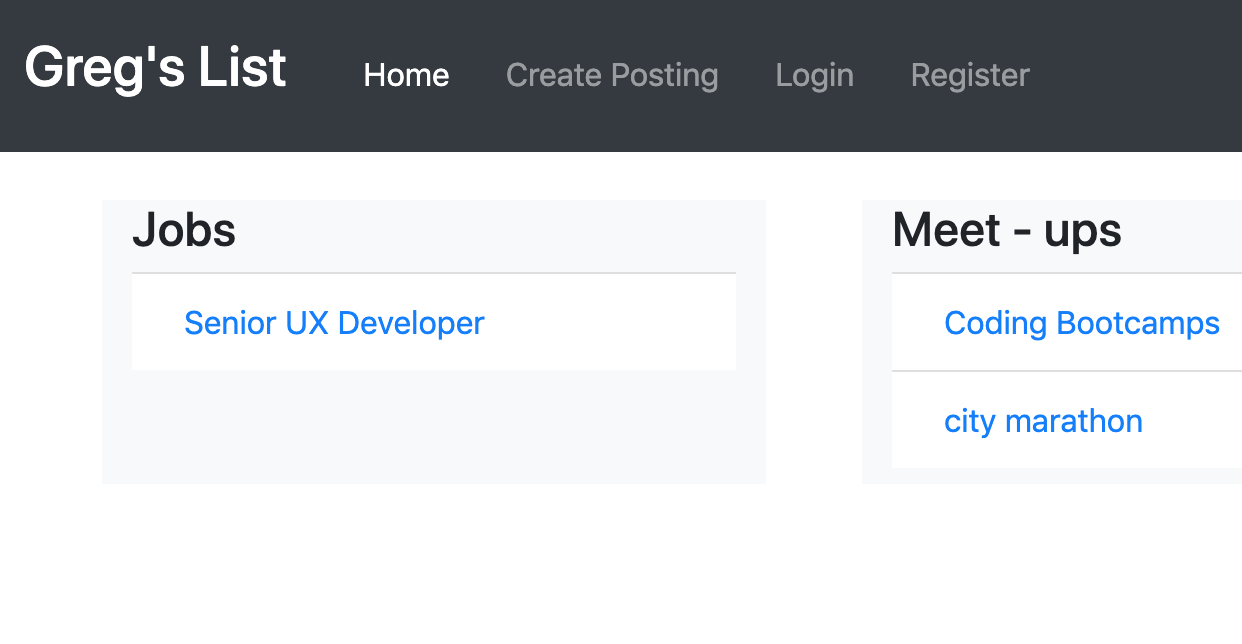 Greg's List Home Create Posting Login Register
Jobs
Senior UX Developer
Meet - ups
Coding Bootcamps
city marathon